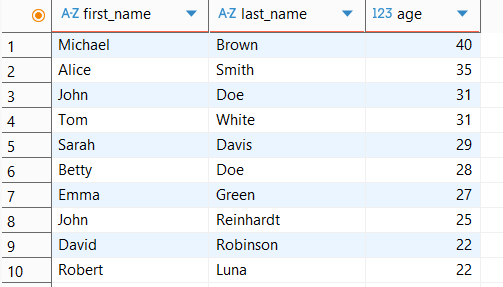 A-Z first_name A-Z last_name 123 age
1 Michael Brown 40
2 Alice Smith 35
3 John Doe 31
4 Tom White 31
5 Sarah Davis 29
6 Betty Doe 28
7 Emma Green 27
8 John Reinhardt 25
9 David Robinson 22
10 Robert Luna 22